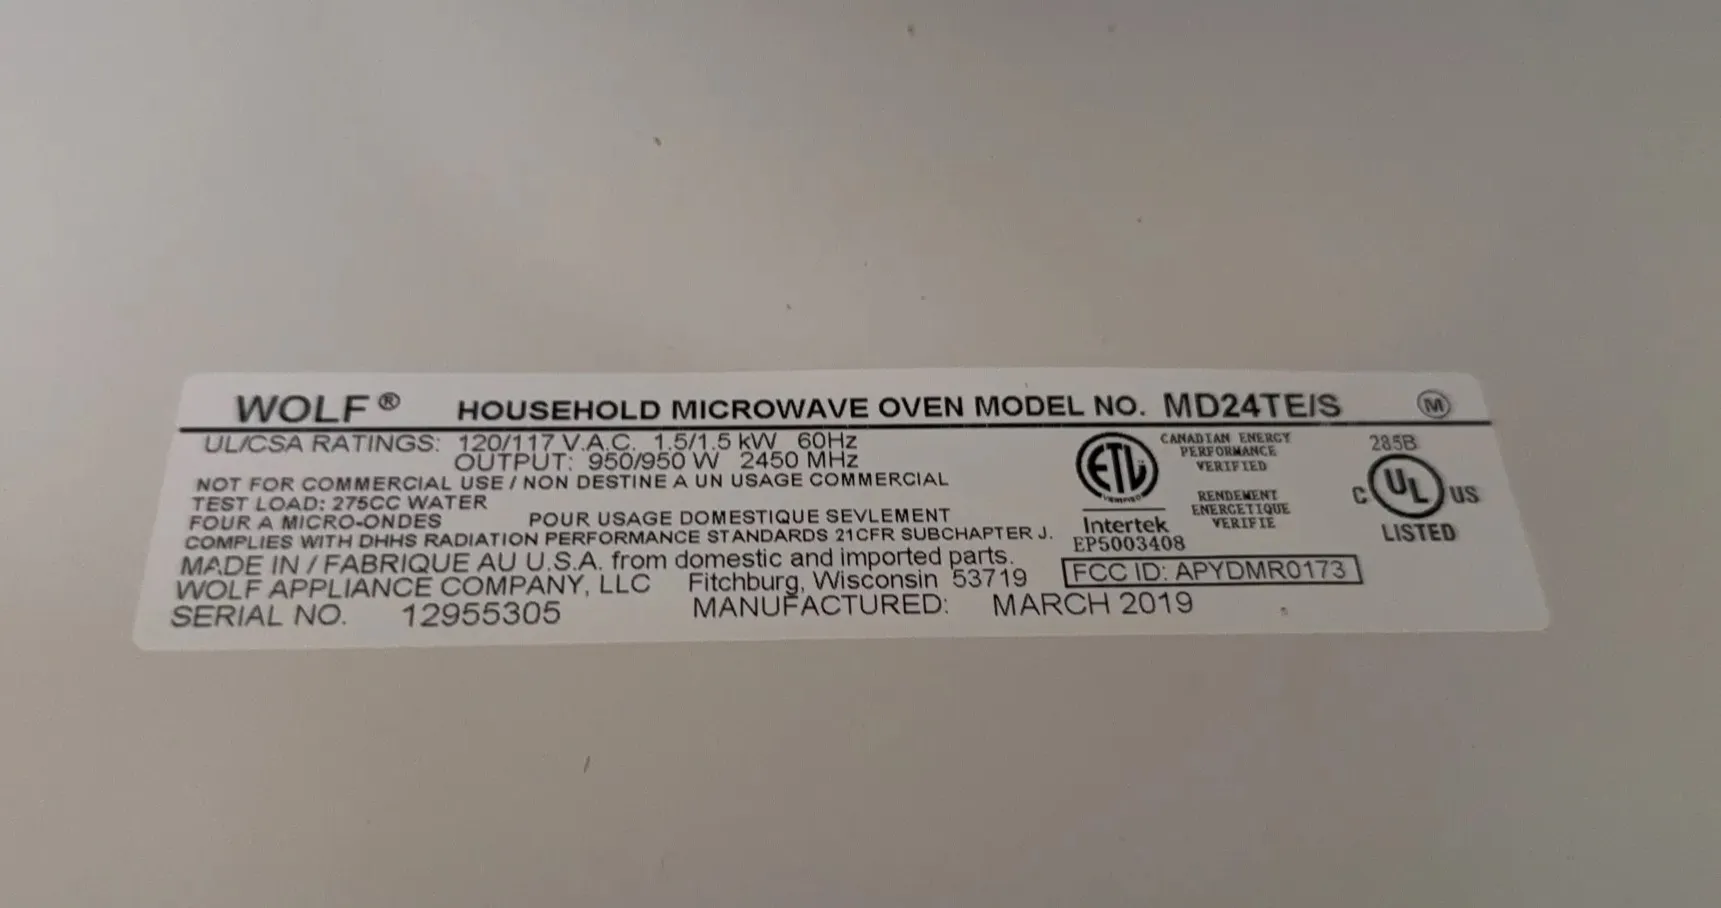 WOLF® HOUSEHOLD MICROWAVE OVEN MODEL NO. MD24TE/S M
UL/CSA RATINGS: 120/117 V.A.C. 1.5/1.5 kW 60Hz
OUTPUT: 950/950 W 2450 MHz
NOT FOR COMMERCIAL USE / NON DESTINE A UN USAGE COMMERCIAL
TEST LOAD: 275CC WATER
FOUR A MICRO-ONDES POUR USAGE DOMESTIQUE SEVLEMENT
COMPLIES WITH DHHS RADIATION PERFORMANCE STANDARDS 21CFR SUBCHAPTER J.
MADE IN / FABRIQUE AU U.S.A. from domestic and imported parts.
WOLF APPLIANCE COMPANY, LLC Fitchburg, Wisconsin 53719
SERIAL NO. 12955305 MANUFACTURED: MARCH 2019
ETL
VERIFIED
Intertek
EP5003408
CANADIAN ENERGY
PERFORMANCE
VERIFIED
RENDEMENT
ENERGETIQUE
VERIFIE
FCC ID: APYDMR0173
285B
C UL US
LISTED